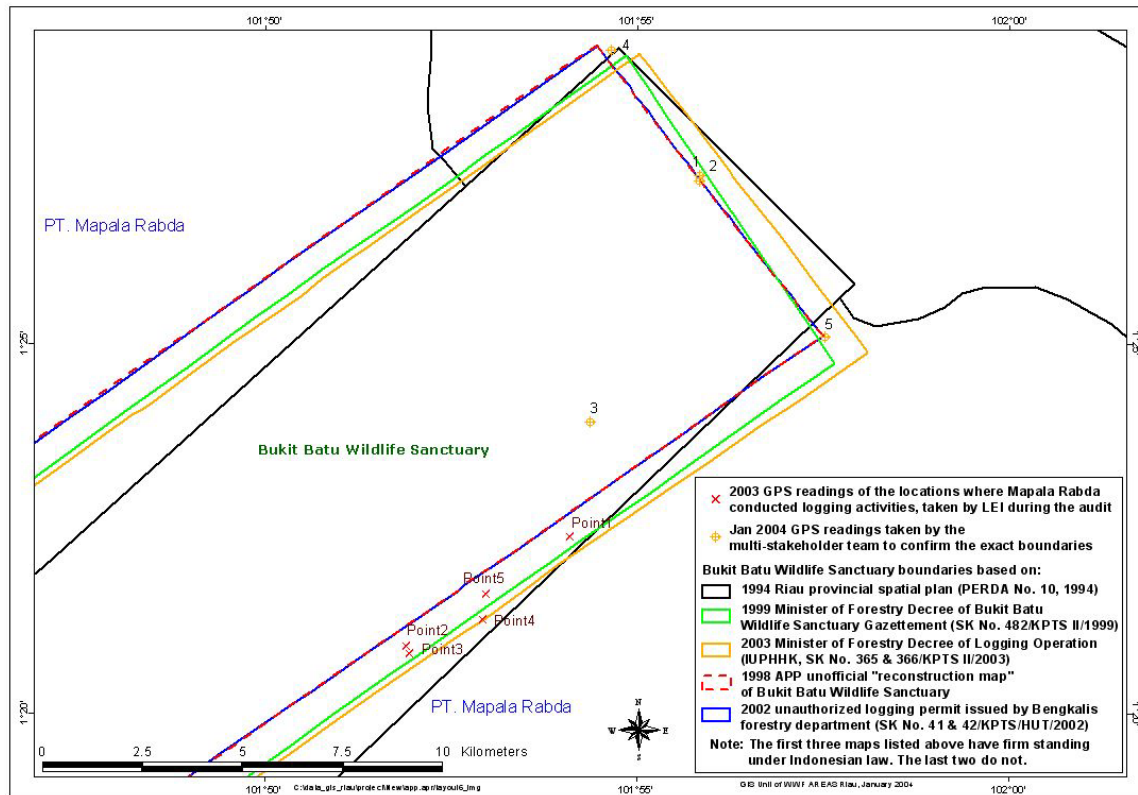 101°50'
101°55'
102°00'
4
1
2
PT. Mapala Rabda
1°25'
5
3
Bukit Batu Wildlife Sanctuary
2003 GPS readings of the locations where Mapala Rabda
conducted logging activities, taken by LEI during the audit
Point1
Jan 2004 GPS readings taken by the
multi-stakeholder team to confirm the exact boundaries
Bukit Batu Wildlife Sanctuary boundaries based on:
Point5
1994 Riau provincial spatial plan (PERDA No. 10, 1994)
1999 Minister of Forestry Decree of Bukit Batu
Wildlife Sanctuary Gazettement (SK No. 482/KPTS II/1999)
Point4
Point2
Point3
2003 Minister of Forestry Decree of Logging Operation
(IUPHHK, SK No. 365 & 366/KPTS II/2003)
1998 APP unofficial "reconstruction map"
of Bukit Batu Wildlife Sanctuary
PT. Mapala Rabda
1°20'
2002 unauthorized logging permit issued by Bengkalis
forestry department (SK No. 41 & 42/KPTS/HUT/2002)
N
W E
S
Note: The first three maps listed above have firm standing
under Indonesian law. The last two do not.
0 2.5 5 7.5 10 Kilometers
101°50'
101°55'
102°00'
GIS Unit of WWF AREAS Riau, January 2004